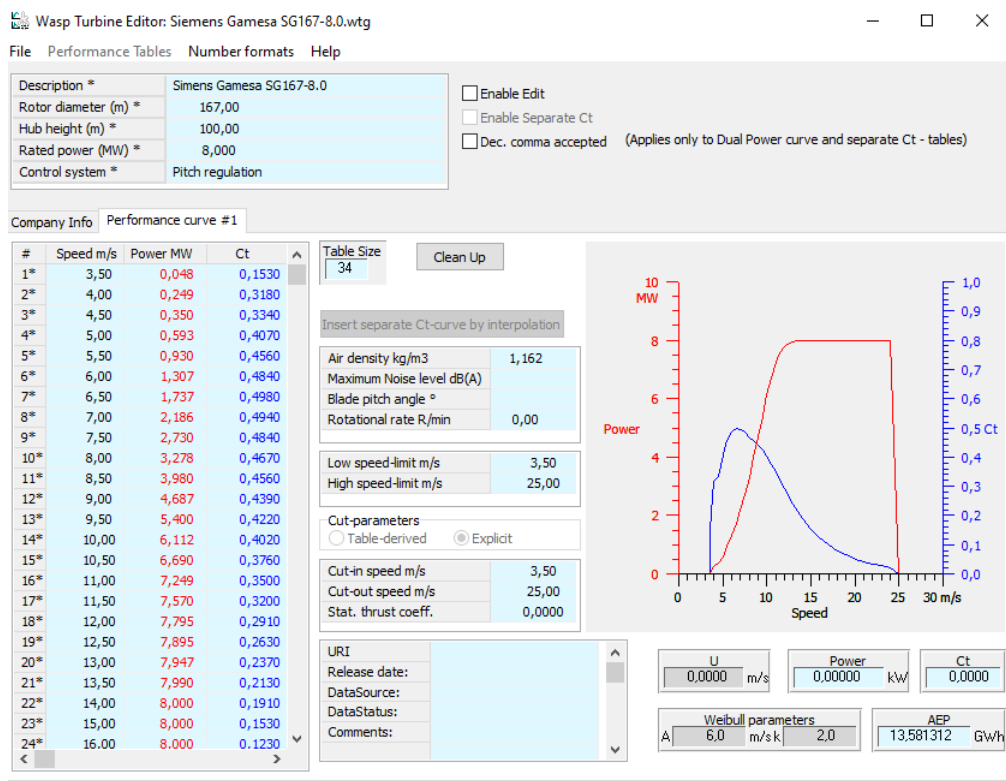 Wasp Turbine Editor: Siemens Gamesa SG167-8.0.wtg
File Performance Tables Number formats Help
Description * Simens Gamesa SG167-8.0
Rotor diameter (m) * 167,00
Hub height (m) * 100,00
Rated power (MW) * 8,000
Control system * Pitch regulation
Enable Edit
Enable Separate Ct
Dec. comma accepted (Applies only to Dual Power curve and separate Ct - tables)
Company Info Performance curve #1
# Speed m/s Power MW Ct
1* 3,50 0,048 0,1530
2* 4,00 0,249 0,3180
3* 4,50 0,350 0,3340
4* 5,00 0,593 0,4070
5* 5,50 0,930 0,4560
6* 6,00 1,307 0,4840
7* 6,50 1,737 0,4980
8* 7,00 2,186 0,4940
9* 7,50 2,730 0,4840
10* 8,00 3,278 0,4670
11* 8,50 3,980 0,4560
12* 9,00 4,687 0,4390
13* 9,50 5,400 0,4220
14* 10,00 6,112 0,4020
15* 10,50 6,690 0,3760
16* 11,00 7,249 0,3500
17* 11,50 7,570 0,3200
18* 12,00 7,795 0,2910
19* 12,50 7,895 0,2630
20* 13,00 7,947 0,2370
21* 13,50 7,990 0,2130
22* 14,00 8,000 0,1910
23* 15,00 8,000 0,1530
24* 16,00 8,000 0,1230
Table Size
34
Clean Up
Insert separate Ct-curve by interpolation
Air density kg/m3 1,162
Maximum Noise level dB(A)
Blade pitch angle °
Rotational rate R/min 0,00
Low speed-limit m/s 3,50
High speed-limit m/s 25,00
Cut-parameters
Table-derived Explicit
Cut-in speed m/s 3,50
Cut-out speed m/s 25,00
Stat. thrust coeff. 0,0000
URI
Release date:
DataSource:
DataStatus:
Comments:
10
MW
8
6
Power
4
2
0
1,0
0,9
0,8
0,7
0,6
0,5 Ct
0,4
0,3
0,2
0,1
0,0
0 5 10 15 20 25 30 m/s
Speed
U
0,0000 m/s
Power
0,00000 kW
Ct
0,0000
Weibull parameters
A 6,0 m/s k 2,0
AEP
13,581312 GWh